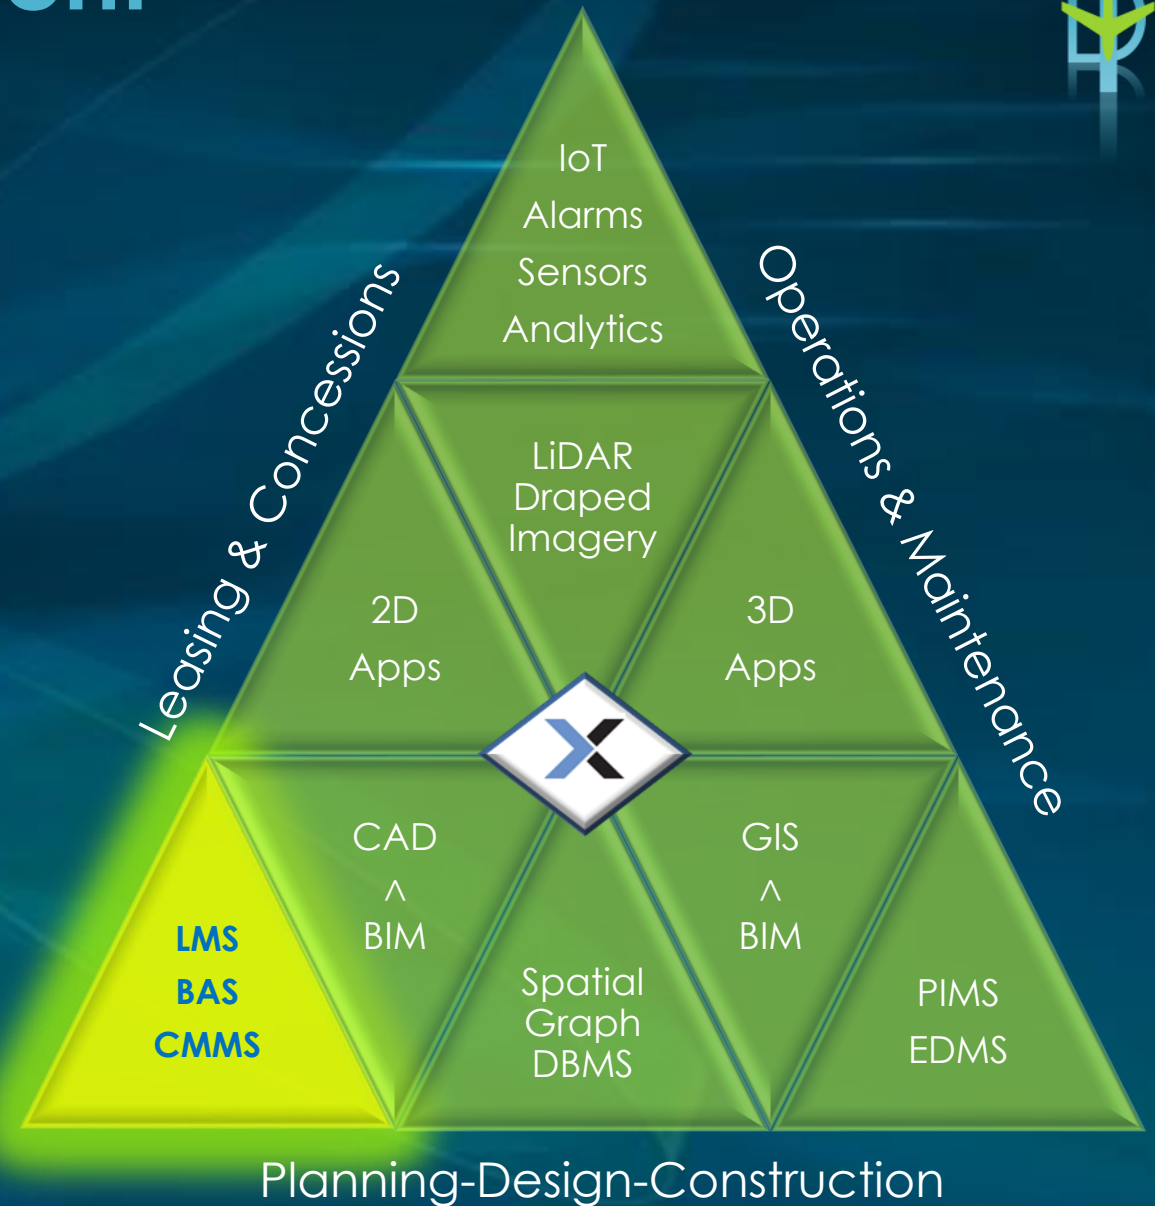 IoT
Alarms
Sensors
Analytics
Leasing & Concessions
Operations & Maintenance
LiDAR
Draped
Imagery
2D
Apps
3D
Apps
CAD
^
BIM
GIS
^
BIM
LMS
BAS
CMMS
Spatial
Graph
DBMS
PIMS
EDMS
Planning-Design-Construction